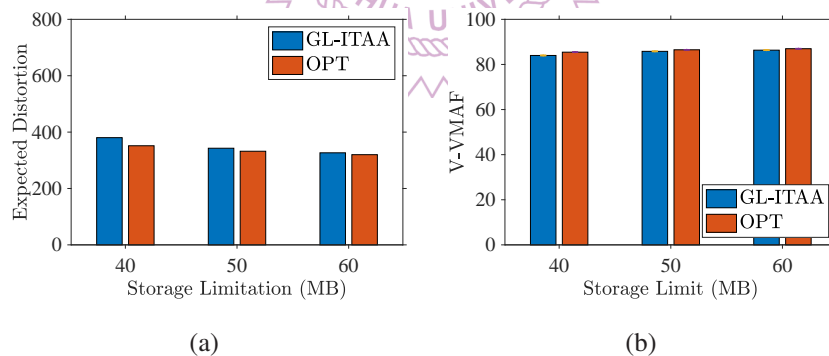 800
600
400
200
0
Expected Distortion
GL-ITAA
OPT
40 50 60
Storage Limitation (MB)
(a)
100
80
60
40
20
0
V-VMAF
GL-ITAA
OPT
40 50 60
Storage Limit (MB)
(b)